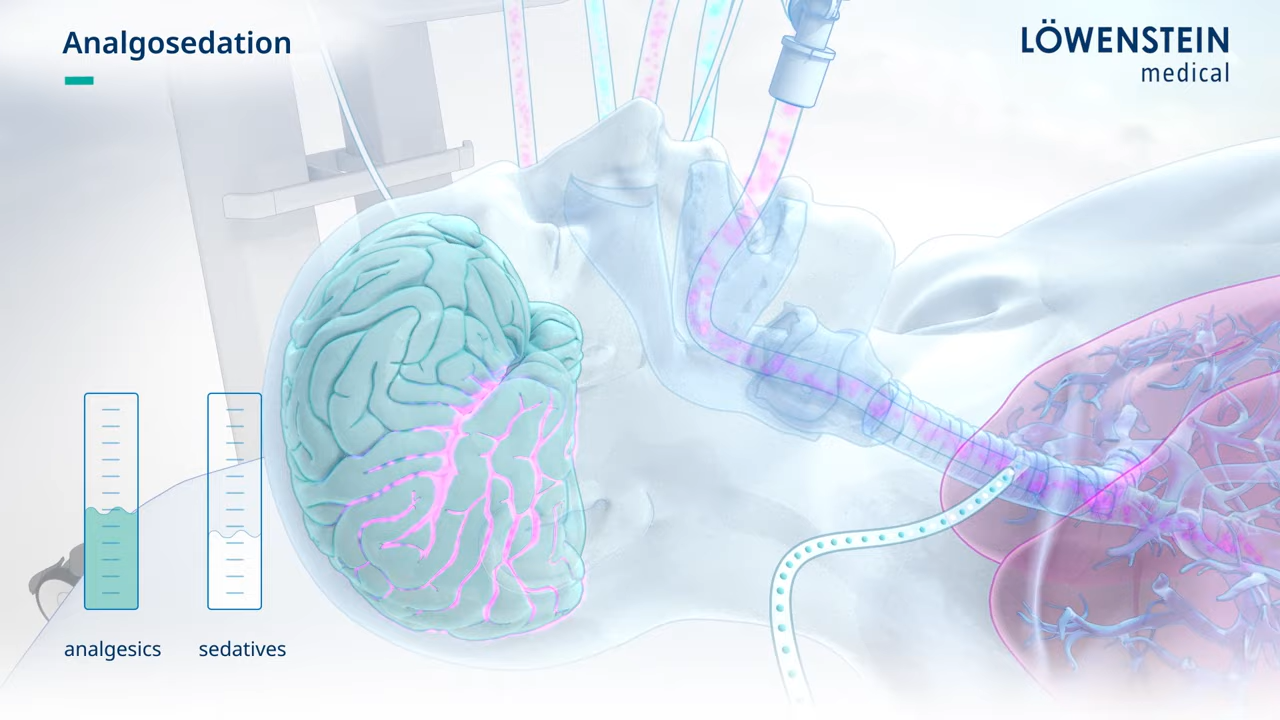 Analgosedation
LÖWENSTEIN
medical
analgesics
sedatives